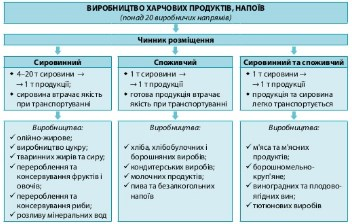 ВИРОБНИЦТВО ХАРЧОВИХ ПРОДУКТІВ, НАПОЇВ
(понад 20 виробничих напрямів)
Чинник розміщення
Сировинний
◆ 4–20 т сировини →
→ 1 т продукції;
◆ сировина втрачає якість
при транспортуванні
Виробництва:
✓ олійно-жирове;
✓ виробництво цукру;
✓ тваринних жирів та сиру;
✓ перероблення та
консервування фруктів і
овочів;
✓ перероблення та
консервування риби;
✓ розливу мінеральних вод
Споживчий
◆ 1 т сировини →
→ 1 т продукції;
◆ готова продукція втрачає
якість при транспортуванні
Виробництва:
✓ хліба, хлібобулочних і
борошняних виробів;
✓ кондитерських виробів;
✓ молочних продуктів;
✓ пива та безалкогольних
напоїв
Сировинний та споживчий
◆ 1 т сировини →
→ 1 т продукції;
◆ продукція та сировина
легко транспортується
Виробництва:
✓ м'яса та м'ясних
продуктів;
✓ борошномельно-
круп'яне;
✓ виноградних та плодово-
ягідних вин;
✓ тютюнових виробів